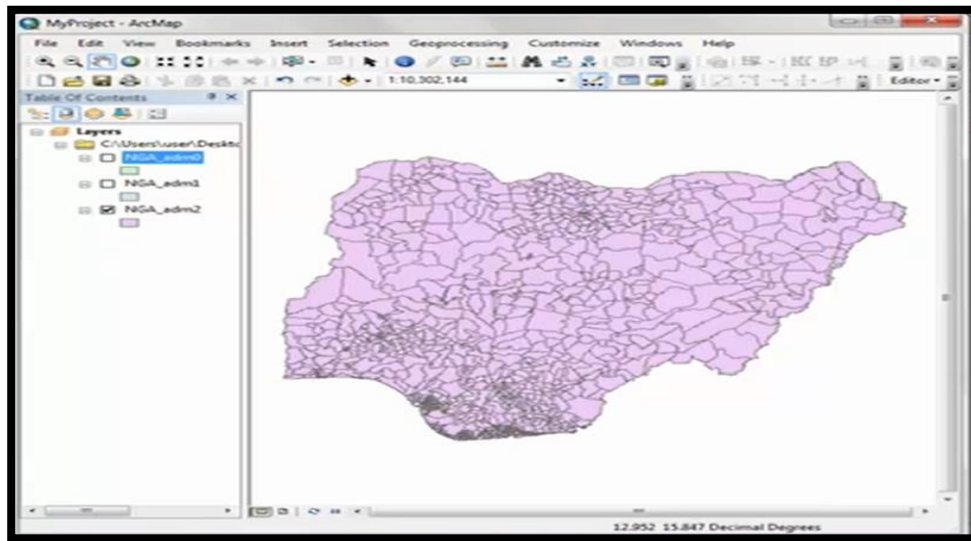 MyProject - ArcMap
File Edit View Bookmarks Insert Selection Geoprocessing Customize Windows Help
1:10,302,144
Editor
Table Of Contents
Layers
C:\Users\user\Deskto
NGA_adm0
NGA_adm1
NGA_adm2
12.952 15.847 Decimal Degrees